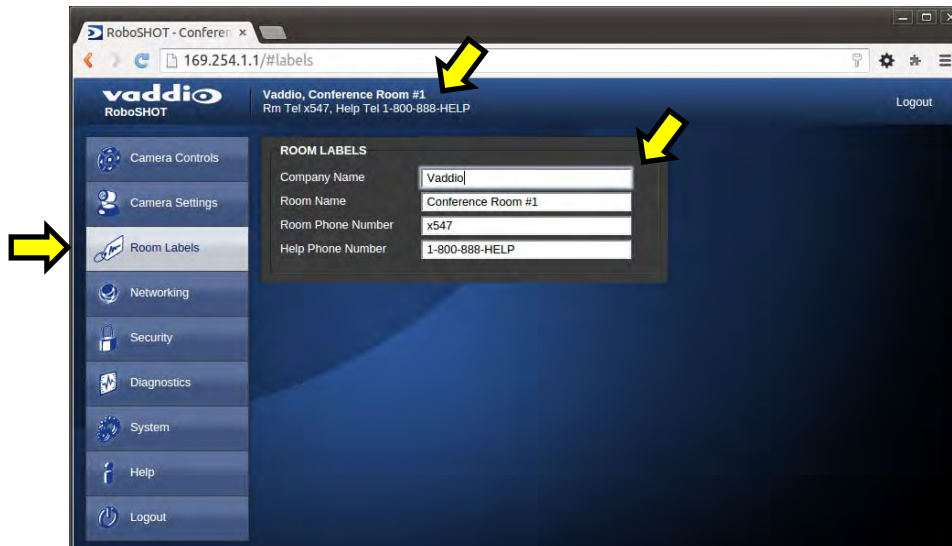 RoboSHOT - Conferen
169.254.1.1/#labels
vaddio
RoboSHOT
Vaddio, Conference Room #1
Rm Tel x547, Help Tel 1-800-888-HELP
Logout
Camera Controls
Camera Settings
Room Labels
Networking
Security
Diagnostics
System
Help
Logout
ROOM LABELS
Company Name Vaddio
Room Name Conference Room #1
Room Phone Number x547
Help Phone Number 1-800-888-HELP